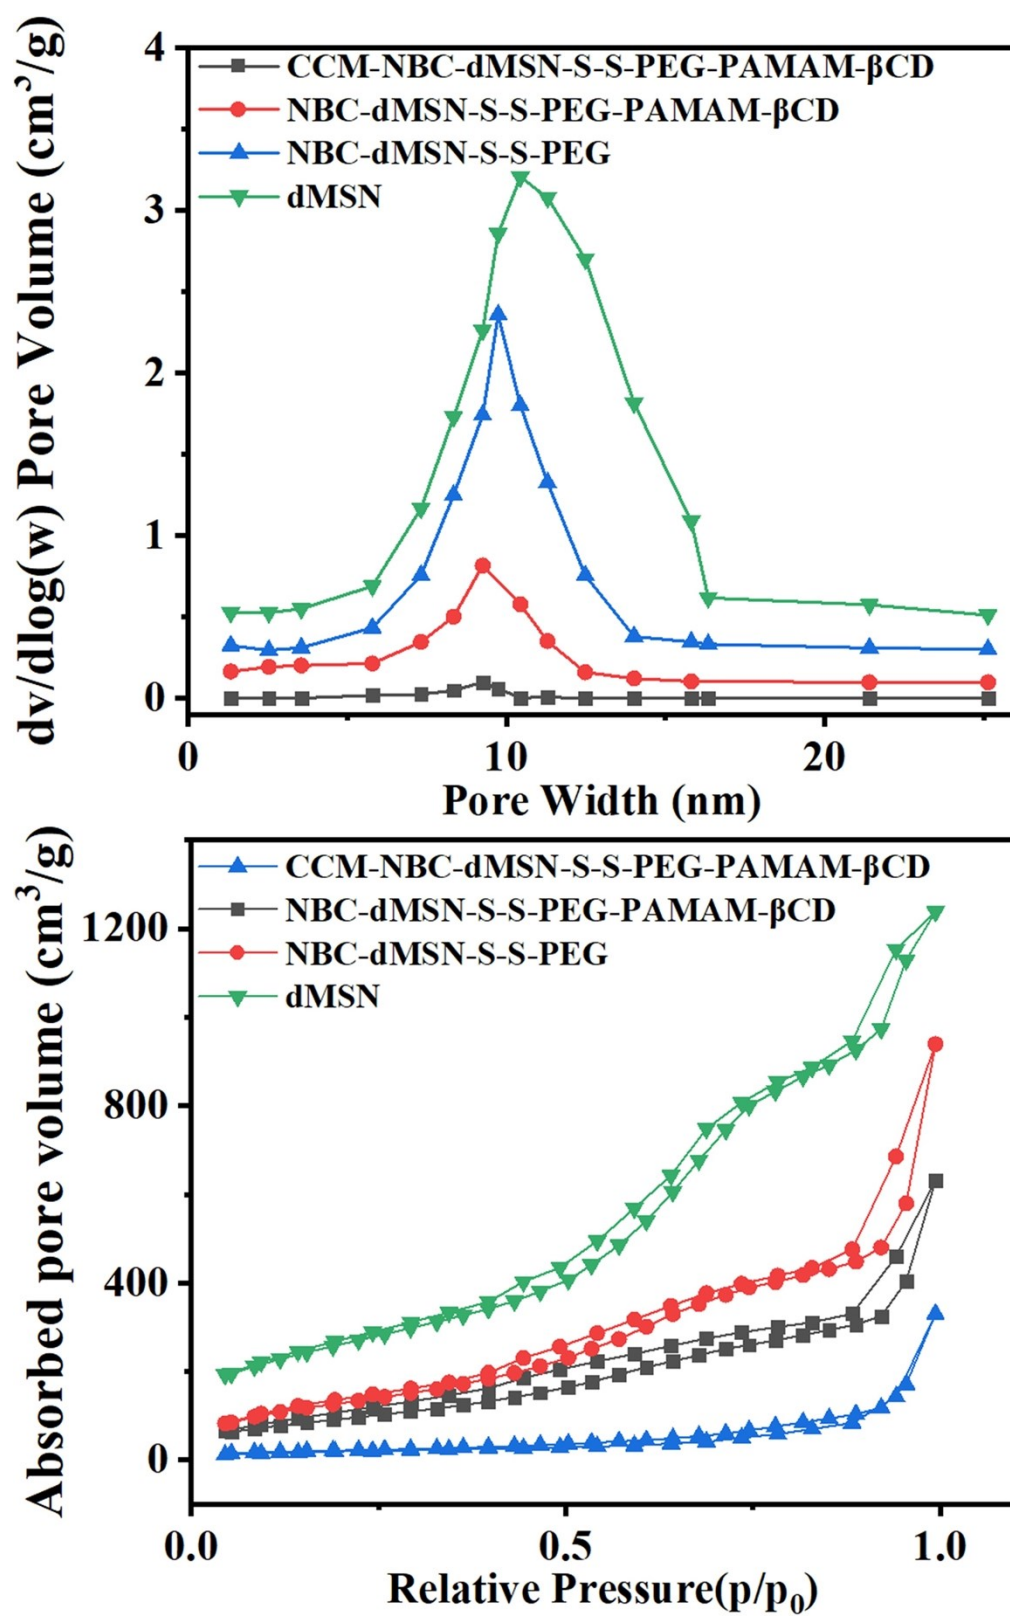 dv/dlog(w) Pore Volume (cm³/g)
4
3
2
1
0
CCM-NBC-dMSN-S-S-PEG-PAMAM-βCD
NBC-dMSN-S-S-PEG-PAMAM-βCD
NBC-dMSN-S-S-PEG
dMSN
0 10 20
Pore Width (nm)
Absorbed pore volume (cm³/g)
1200
800
400
0
CCM-NBC-dMSN-S-S-PEG-PAMAM-βCD
NBC-dMSN-S-S-PEG-PAMAM-βCD
NBC-dMSN-S-S-PEG
dMSN
0.0 0.5 1.0
Relative Pressure(p/p₀)